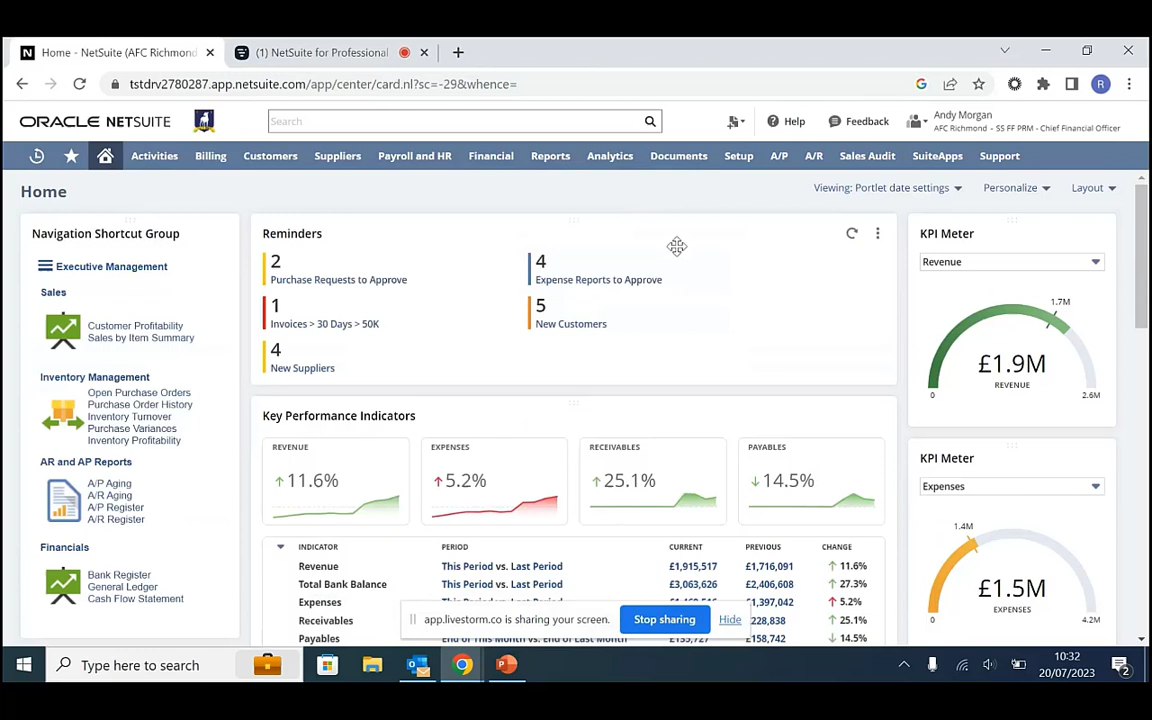 Home - NetSuite (AFC Richmond
(1) NetSuite for Professional
tstdrv2780287.app.netsuite.com/app/center/card.nl?sc=-29&whence=
R
ORACLE NETSUITE
Search
Help
Feedback
Andy Morgan
AFC Richmond - SS FF PRM - Chief Financial Officer
Activities Billing Customers Suppliers Payroll and HR Financial Reports Analytics Documents Setup A/P A/R Sales Audit SuiteApps Support
Home
Viewing: Portlet date settings Personalize Layout
Navigation Shortcut Group
Executive Management
Sales
Customer Profitability
Sales by Item Summary
Inventory Management
Open Purchase Orders
Purchase Order History
Inventory Turnover
Purchase Variances
Inventory Profitability
AR and AP Reports
A/P Aging
A/R Aging
A/P Register
A/R Register
Financials
Bank Register
General Ledger
Cash Flow Statement
Reminders
2
Purchase Requests to Approve
4
Expense Reports to Approve
1
Invoices > 30 Days > 50K
5
New Customers
4
New Suppliers
Key Performance Indicators
REVENUE
11.6%
EXPENSES
5.2%
RECEIVABLES
25.1%
PAYABLES
14.5%
INDICATOR PERIOD CURRENT PREVIOUS CHANGE
Revenue This Period vs. Last Period £1,915,517 £1,716,091 11.6%
Total Bank Balance This Period vs. Last Period £3,063,626 £2,406,608 27.3%
Expenses £1,397,042 5.2%
Receivables 228,838 25.1%
Payables £158,742 14.5%
app.livestorm.co is sharing your screen.
Stop sharing
Hide
KPI Meter
Revenue
1.7M
£1.9M
REVENUE
0
2.6M
KPI Meter
Expenses
1.4M
£1.5M
EXPENSES
0
4.2M
Type here to search
10:32
20/07/2023
2